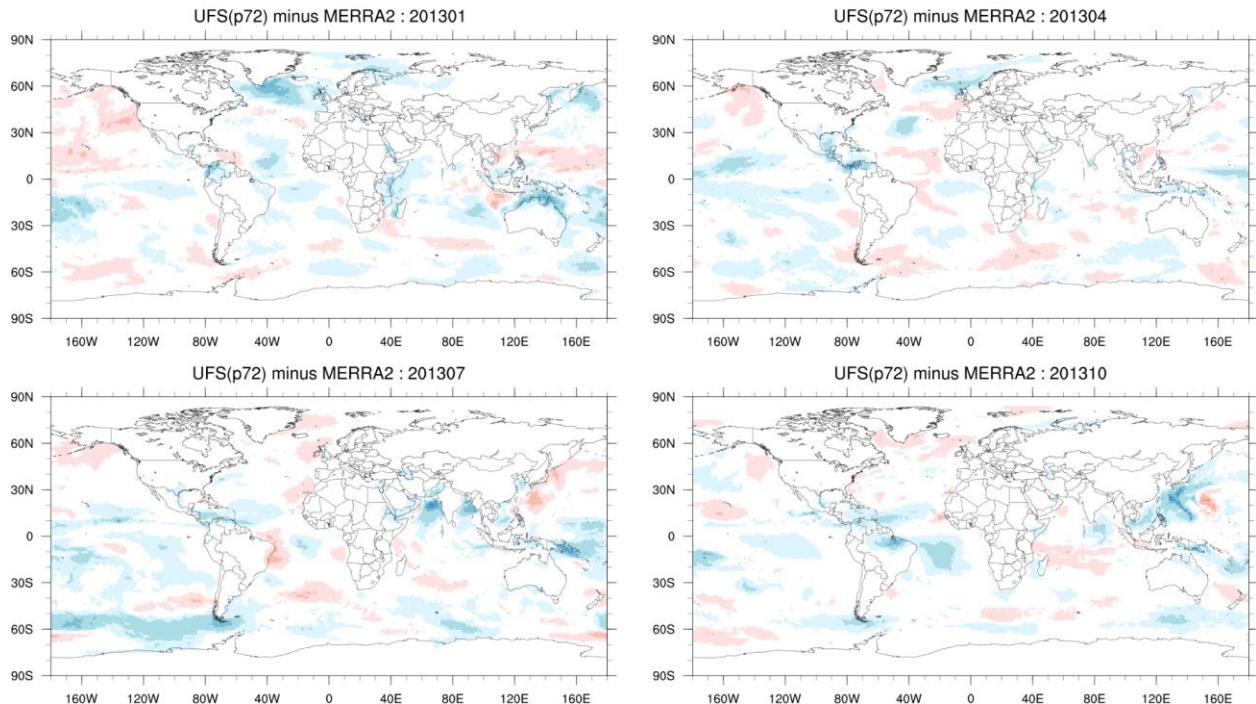 UFS(p72) minus MERRA2 : 201301
UFS(p72) minus MERRA2 : 201304
90N
60N
30N
0
30S
60S
90S
160W 120W 80W 40W 0 40E 80E 120E 160E
90N
60N
30N
0
30S
60S
90S
160W 120W 80W 40W 0 40E 80E 120E 160E
UFS(p72) minus MERRA2 : 201307
UFS(p72) minus MERRA2 : 201310
90N
60N
30N
0
30S
60S
90S
160W 120W 80W 40W 0 40E 80E 120E 160E
90N
60N
30N
0
30S
60S
90S
160W 120W 80W 40W 0 40E 80E 120E 160E